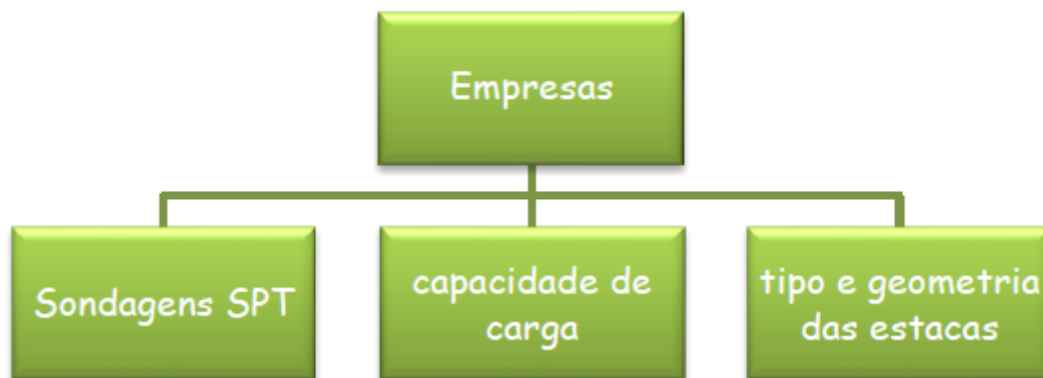 Empresas
Sondagens SPT
capacidade de
carga
tipo e geometria
das estacas